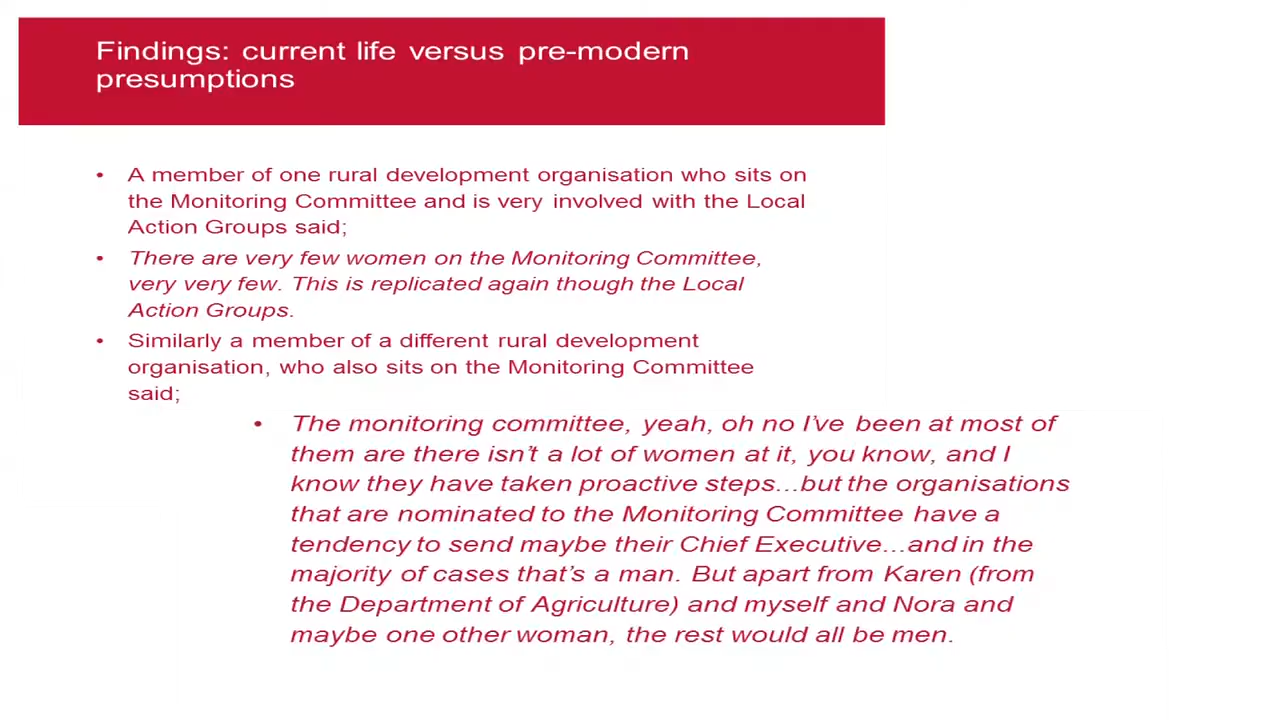 Findings: current life versus pre-modern
presumptions
• A member of one rural development organisation who sits on
the Monitoring Committee and is very involved with the Local
Action Groups said;
• There are very few women on the Monitoring Committee,
very very few. This is replicated again though the Local
Action Groups.
• Similarly a member of a different rural development
organisation, who also sits on the Monitoring Committee
said;
• The monitoring committee, yeah, oh no I've been at most of
them are there isn't a lot of women at it, you know, and I
know they have taken proactive steps...but the organisations
that are nominated to the Monitoring Committee have a
tendency to send maybe their Chief Executive...and in the
majority of cases that's a man. But apart from Karen (from
the Department of Agriculture) and myself and Nora and
maybe one other woman, the rest would all be men.